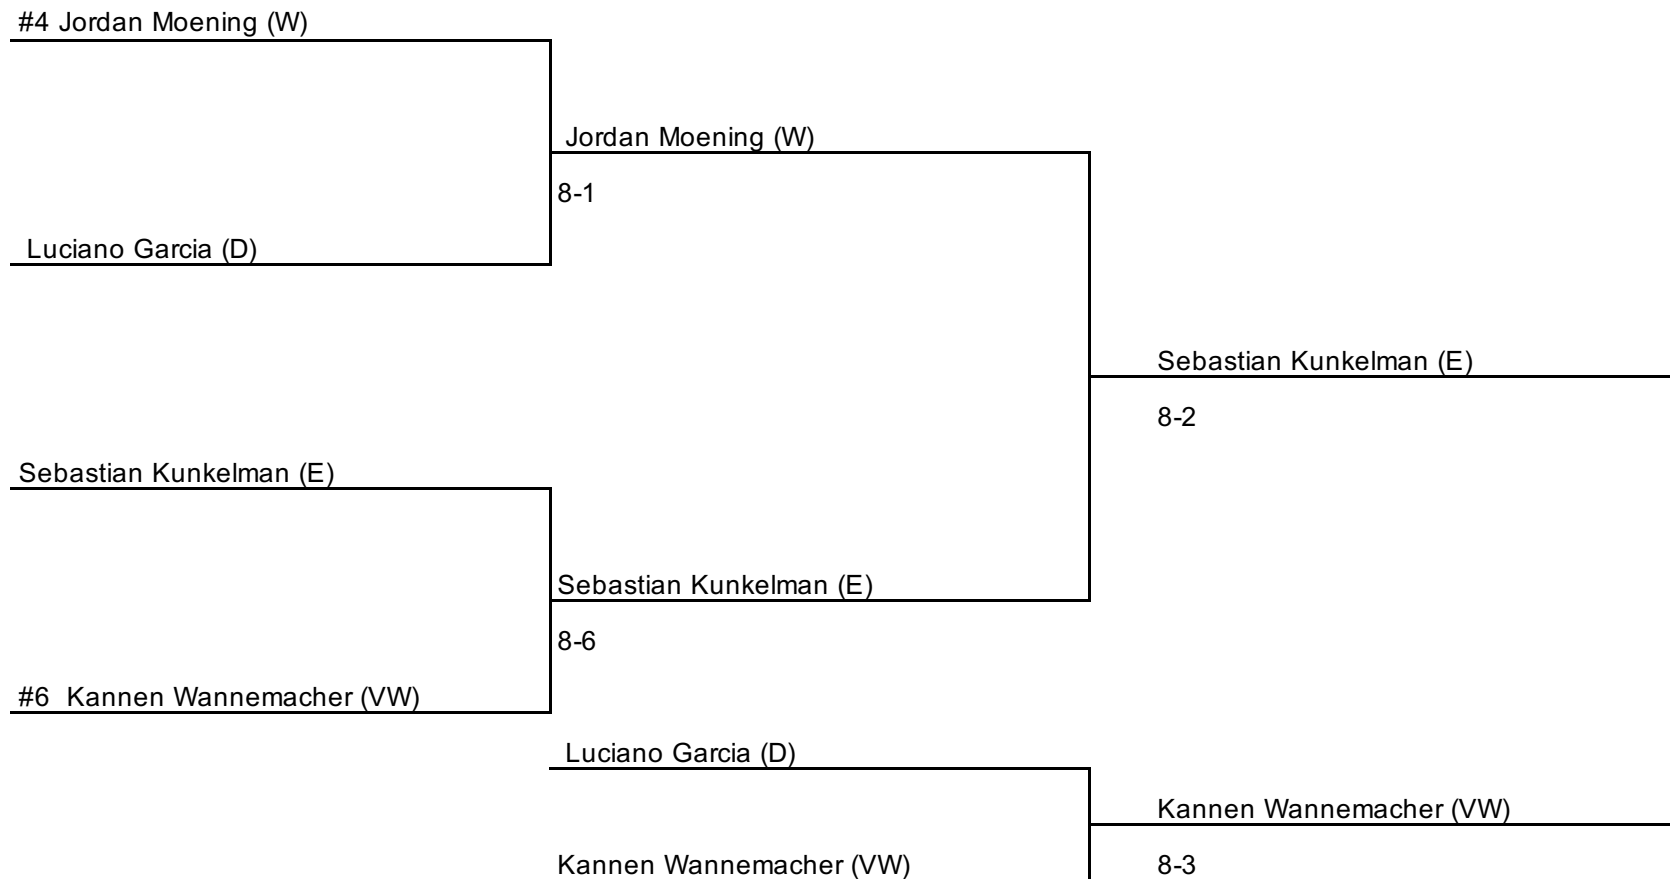 #4 Jordan Moening (W)
Jordan Moening (W)
8-1
Luciano Garcia (D)
Sebastian Kunkelman (E)
8-2
Sebastian Kunkelman (E)
Sebastian Kunkelman (E)
8-6
#6 Kannen Wannemacher (VW)
Luciano Garcia (D)
Kannen Wannemacher (VW)
Kannen Wannemacher (VW)
8-3